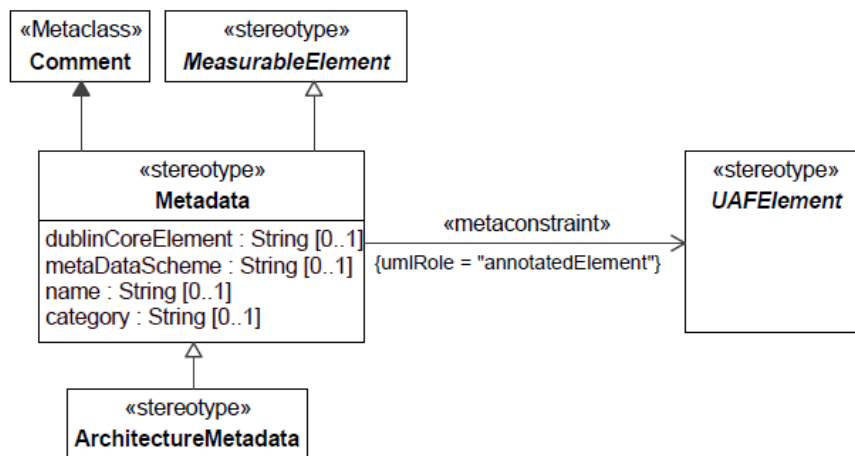 «Metaclass»
Comment
«stereotype»
MeasurableElement
«stereotype»
Metadata
dublinCoreElement : String [0..1]
metaDataScheme : String [0..1]
name : String [0..1]
category : String [0..1]
«metaconstraint»
{umlRole = "annotatedElement"}
«stereotype»
UAFElement
«stereotype»
ArchitectureMetadata